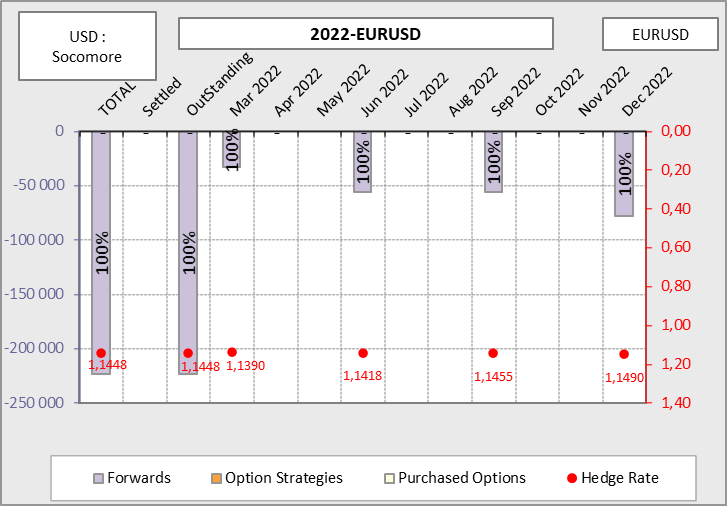 USD :
Socomore
2022-EURUSD
EURUSD
TOTAL
Settled
OutStanding
Mar 2022
Apr 2022
May 2022
Jun 2022
Jul 2022
Aug 2022
Sep 2022
Oct 2022
Nov 2022
Dec 2022
0
-50 000
-100 000
-150 000
-200 000
-250 000
100%
100%
100%
100%
100%
100%
1,1448
1,1448
1,1390
1,1418
1,1455
1,1490
0,00
0,20
0,40
0,60
0,80
1,00
1,20
1,40
Forwards
Option Strategies
Purchased Options
Hedge Rate